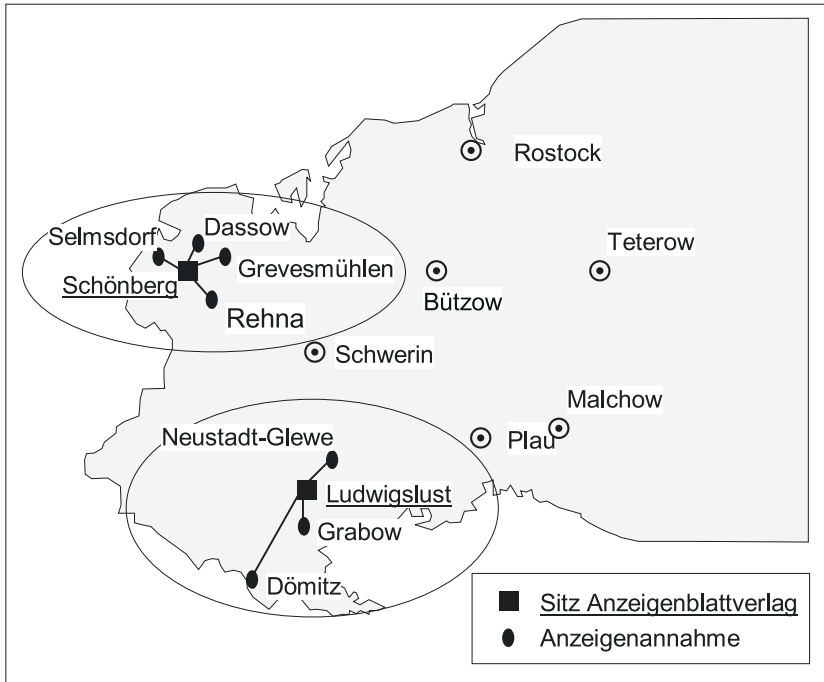 Rostock
Selmsdorf
Dassow
Teterow
Grevesmühlen
Schönberg
Bützow
Rehna
Schwerin
Malchow
Neustadt-Glewe
Plau
Ludwigslust
Grabow
Dömitz
Sitz Anzeigenblattverlag
Anzeigenannahme